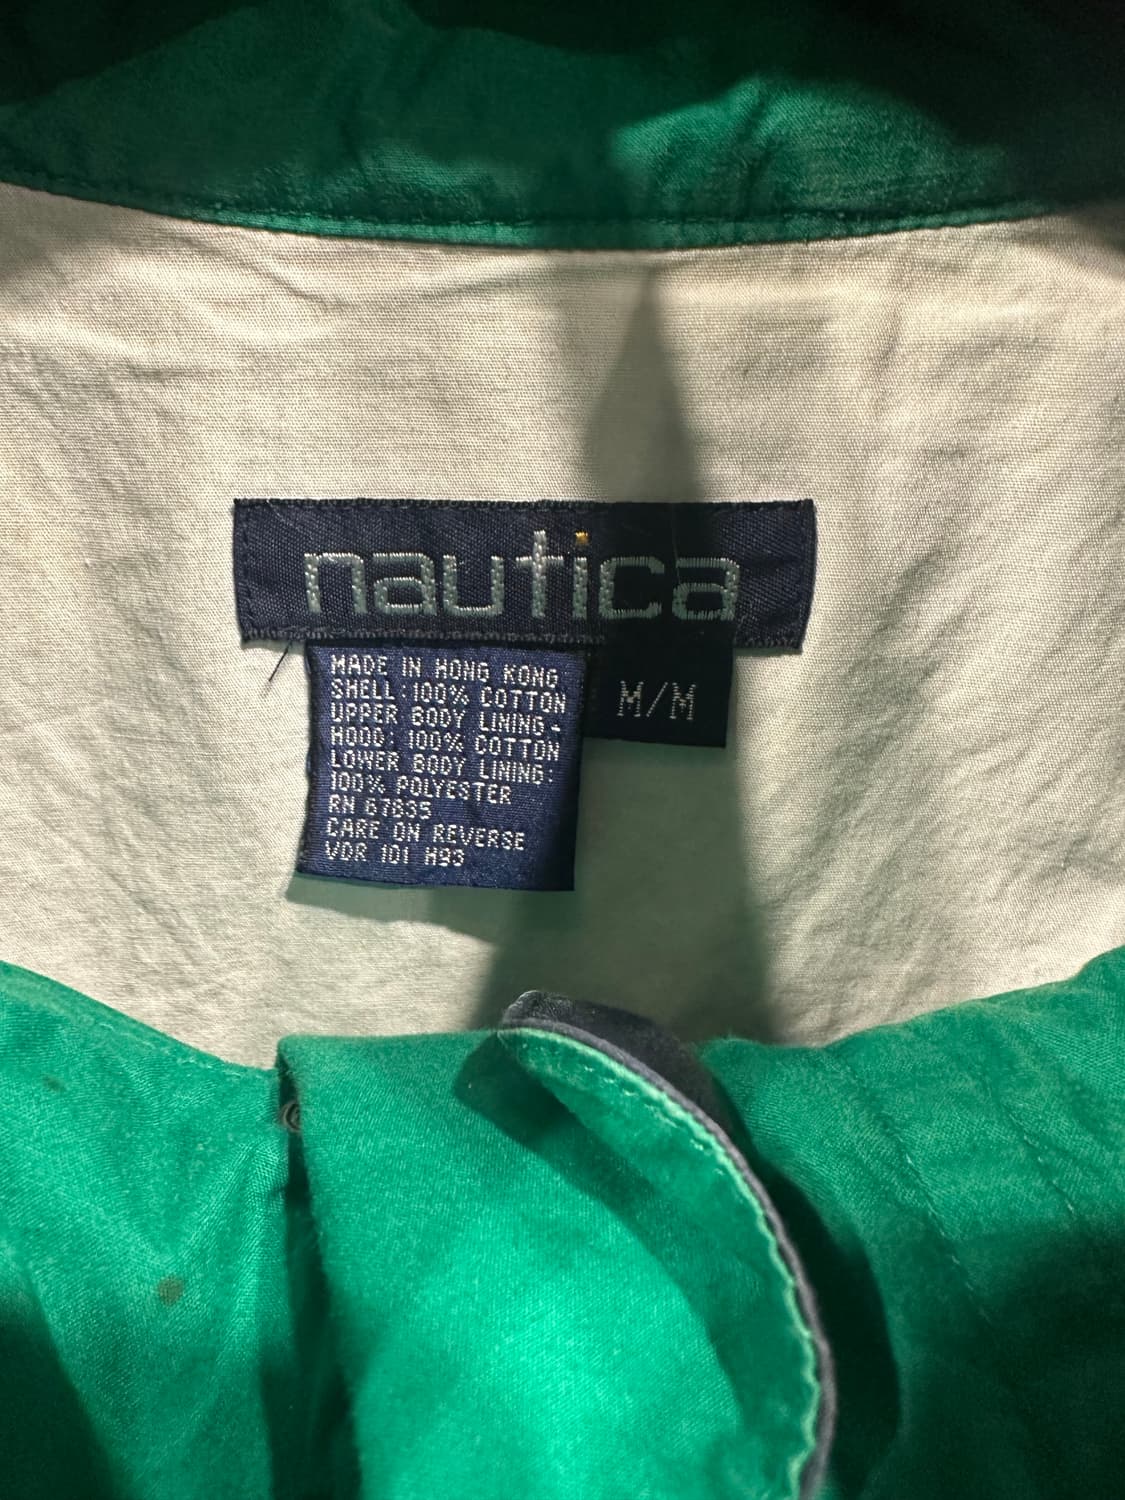 nautica
MADE IN HONG KONG
SHELL: 100% COTTON
UPPER BODY LINING-
HOOD: 100% COTTON
LOWER BODY LINING:
100% POLYESTER
RN 67835
CARE ON REVERSE
VDR 101 H93
M/M